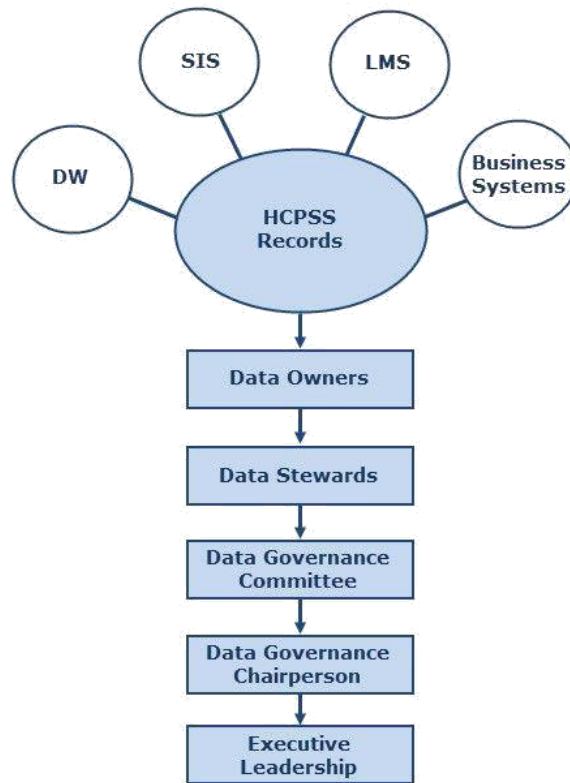 SIS
LMS
DW
Business
Systems
HCPSS
Records
Data Owners
Data Stewards
Data Governance
Committee
Data Governance
Chairperson
Executive
Leadership